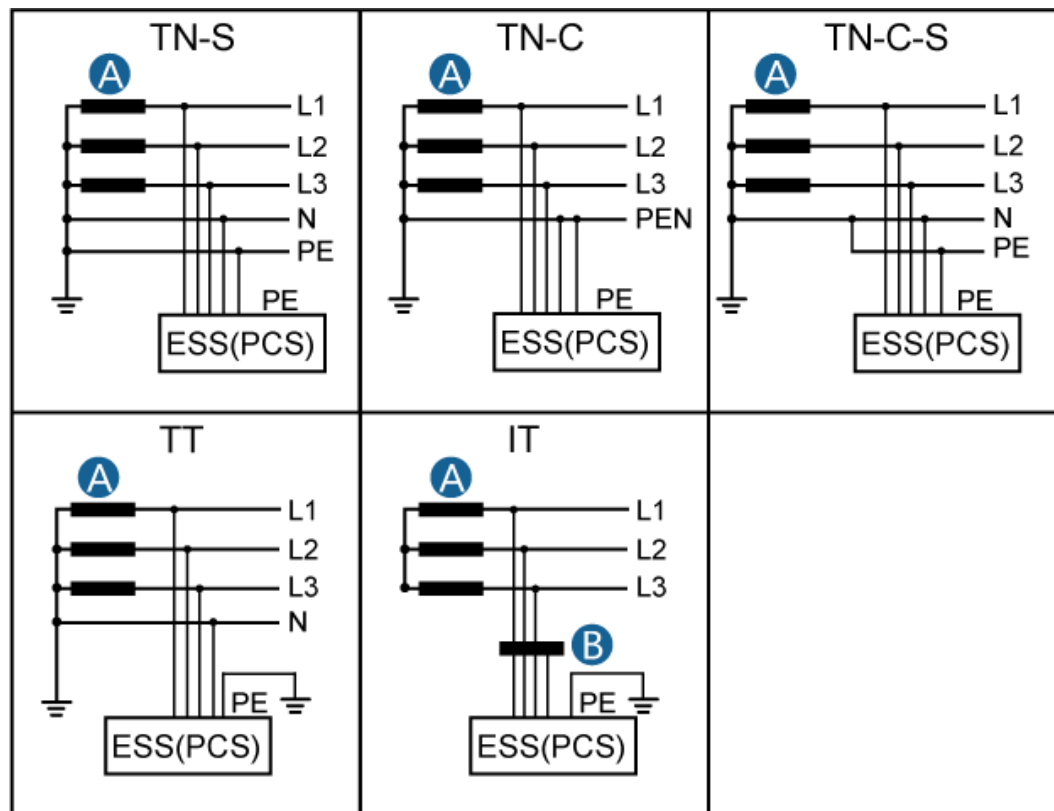 TN-S
A
L1
L2
L3
N
PE
PE
ESS(PCS)
TN-C
A
L1
L2
L3
PEN
PE
ESS(PCS)
TN-C-S
A
L1
L2
L3
N
PE
PE
ESS(PCS)
TT
A
L1
L2
L3
N
PE
ESS(PCS)
IT
A
L1
L2
L3
B
PE
ESS(PCS)